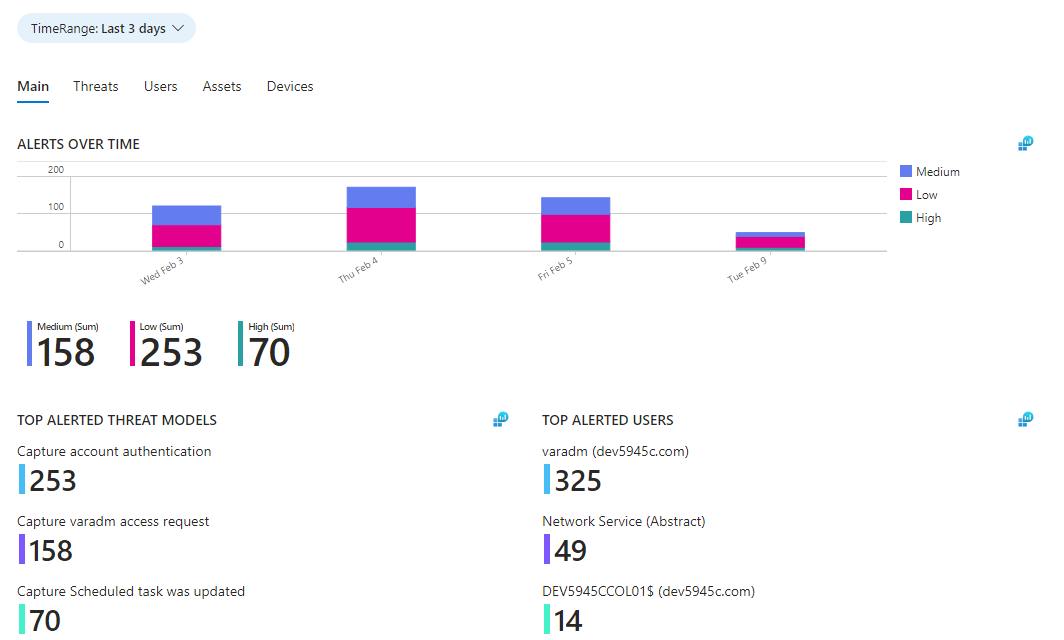 TimeRange: Last 3 days
Main Threats Users Assets Devices
ALERTS OVER TIME
200
100
0
Wed Feb 3
Thu Feb 4
Fri Feb 5
Tue Feb 9
Medium
Low
High
Medium (Sum)
158
Low (Sum)
253
High (Sum)
70
TOP ALERTED THREAT MODELS
Capture account authentication
253
Capture varadm access request
158
Capture Scheduled task was updated
70
TOP ALERTED USERS
varadm (dev5945c.com)
325
Network Service (Abstract)
49
DEV5945CCOL01$ (dev5945c.com)
14